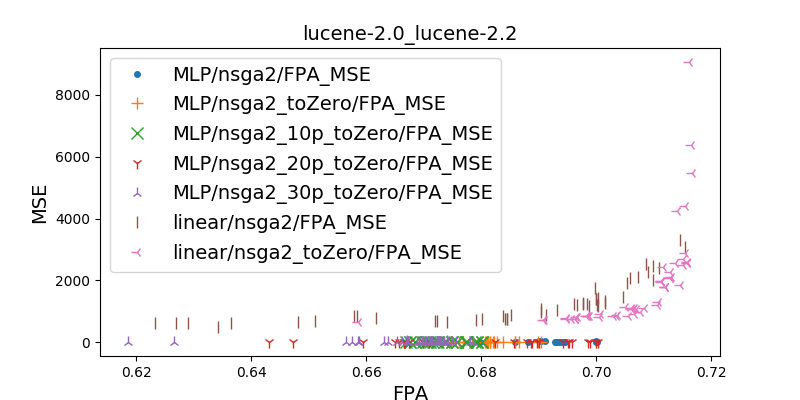 lucene-2.0_lucene-2.2
MLP/nsga2/FPA_MSE
MLP/nsga2_toZero/FPA_MSE
MLP/nsga2_10p_toZero/FPA_MSE
MLP/nsga2_20p_toZero/FPA_MSE
MLP/nsga2_30p_toZero/FPA_MSE
linear/nsga2/FPA_MSE
linear/nsga2_toZero/FPA_MSE
MSE
8000
6000
4000
2000
0
0.62 0.64 0.66 0.68 0.70 0.72
FPA